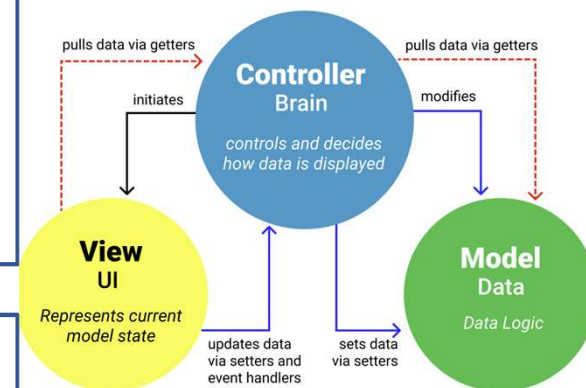 pulls data via getters
pulls data via getters
Controller
Brain
initiates
modifies
controls and decides
how data is displayed
View
UI
Represents current
model state
Model
Data
Data Logic
updates data
via setters and
event handlers
sets data
via setters